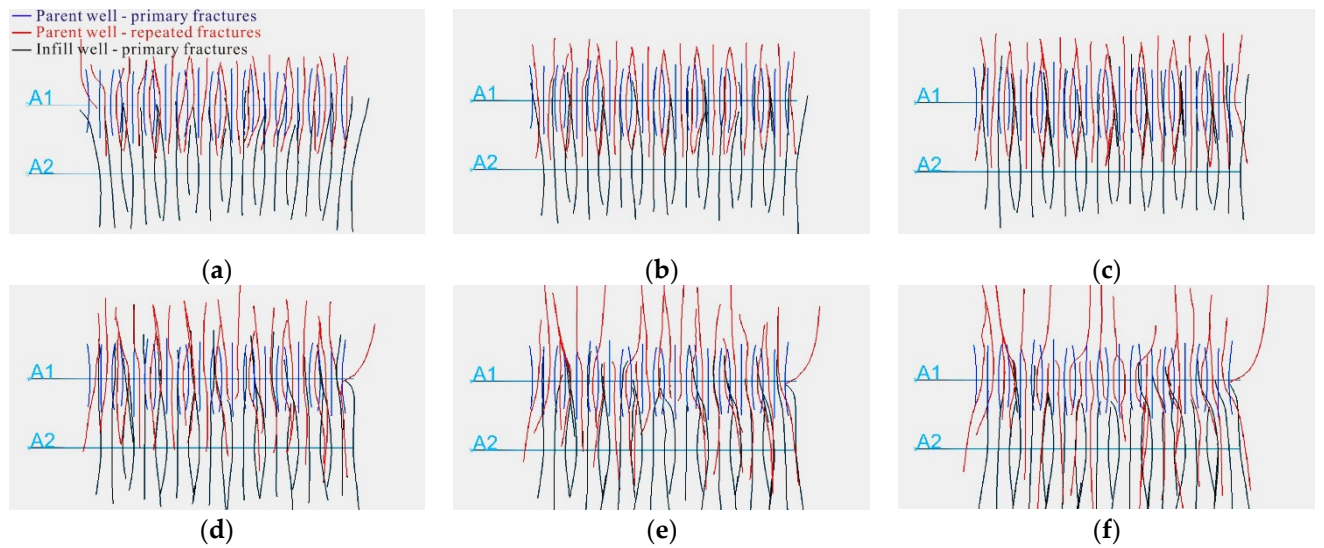 Parent well - primary fractures
Parent well - repeated fractures
Infill well - primary fractures
A1
A2
A1
A2
A1
A2
(a)
(b)
(c)
A1
A2
A1
A2
A1
A2
(d)
(e)
(f)